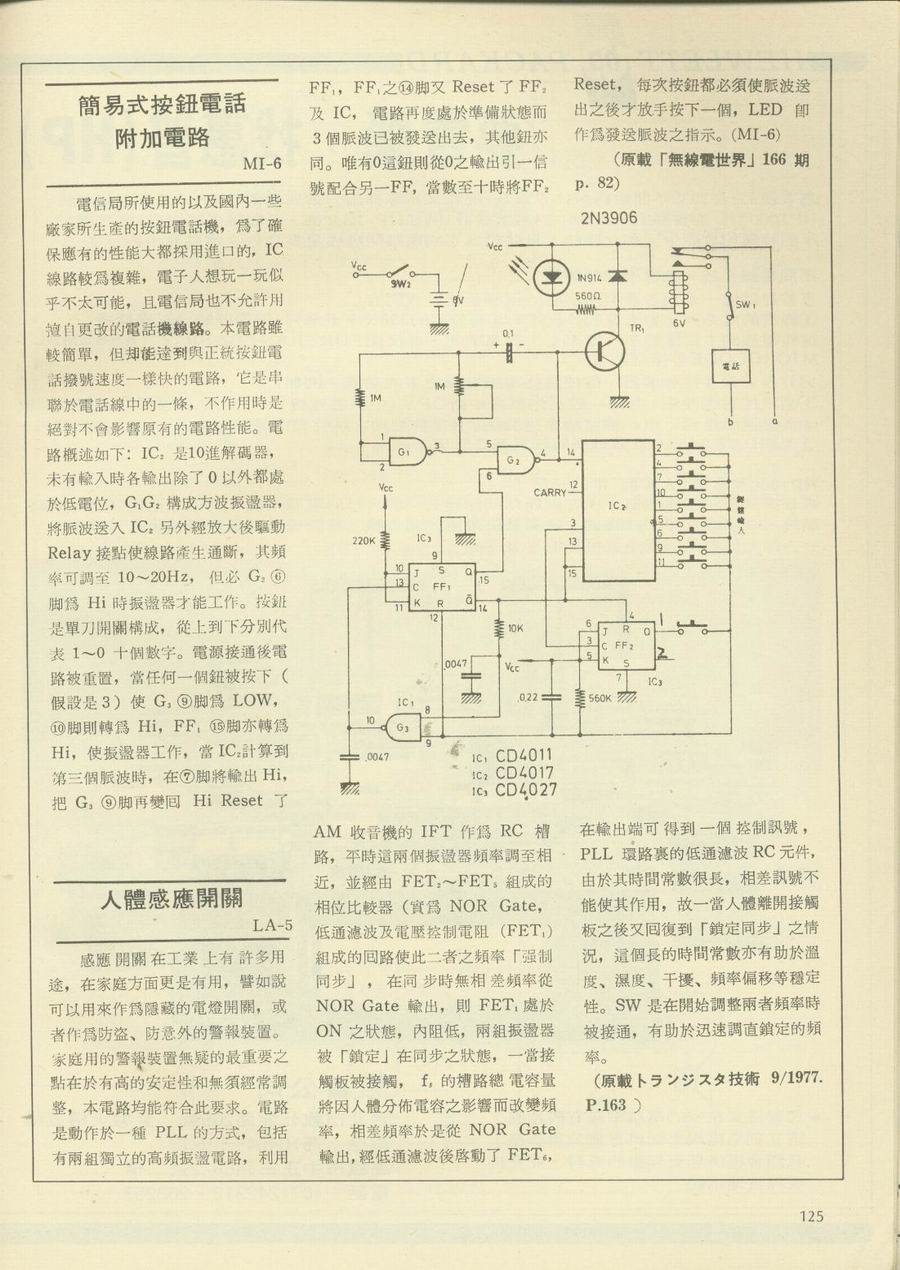 簡易式按鈕電話
附加電路
MI-6
電信局所使用的以及國內一些
廠家所生產的按鈕電話機，爲了確
保應有的性能大都採用進口的，IC
線路較爲複雜，電子人想玩一玩似
乎不太可能，且電信局也不允許用
擅自更改的電話機線路。本電路雖
較簡單，但却能達到與正統按鈕電
話撥號速度一樣快的電路，它是串
聯於電話線中的一條，不作用時是
絕對不會影響原有的電路性能。電
路概述如下：IC₂ 是10進解碼器，
未有輸入時各輸出除了 0 以外都處
於低電位，G₁G₂ 構成方波振盪器，
將脈波送入 IC₂ 另外經放大後驅動
Relay 接點使線路產生通斷，其頻
率可調至 10～20Hz，但必 G₂ ⑥
脚爲 Hi 時振盪器才能工作。按鈕
是單刀開關構成，從上到下分別代
表 1～0 十個數字。電源接通後電
路被重置，當任何一個鈕被按下（
假設是 3 ）使 G₃ ⑨脚爲 LOW，
⑩脚則轉爲 Hi，FF₁ ⑮脚亦轉爲
Hi，使振盪器工作，當 IC₂計算到
第三個脈波時，在⑦脚將輸出 Hi，
把 G₃ ⑨脚再變回 Hi Reset 了
FF₁，FF₁之⑭脚又 Reset 了 FF₂
及 IC， 電路再度處於準備狀態而
3 個脈波已被發送出去，其他鈕亦
同。唯有0這鈕則從0之輸出引一信
號配合另一FF，當數至十時將FF₂
Reset，每次按鈕都必須使脈波送
出之後才放手按下一個，LED 卽
作爲發送脈波之指示。(MI-6)
（原載「無線電世界」166 期
p. 82）
2N3906
Vcc
Vcc
SW₂
9V
1N914
560Ω
TR₁
6V
SW₁
電話
b
a
0.1
+
-
1M
1M
1
2
G₁
3
5
6
G₂
4
14
CARRY
12
IC₂
3
13
15
2
4
7
10
1
5
6
9
11
鍵盤輸入
Vcc
220K
IC₃
9
10
13
11
J
S
Q
C
FF₁
K
R
Q̄
15
14
12
10K
.0047
Vcc
0.22
560K
6
3
5
J
R
Q
C
FF₂
K
S
4
1
2
7
IC₃
IC₁
10
G₃
8
9
.0047
IC₁ CD4011
IC₂ CD4017
IC₃ CD4027
人體感應開關
LA-5
感應 開關 在工業 上有 許多用
途，在家庭方面更是有用，譬如說
可以用來作爲隱藏的電燈開關，或
者作爲防盜、防意外的警報裝置。
家庭用的警報裝置無疑的最重要之
點在於有高的安定性和無須經常調
整，本電路均能符合此要求。電路
是動作於一種 PLL 的方式，包括
有兩組獨立的高頻振盪電路，利用
AM 收音機的 IFT 作爲 RC 槽
路，平時這兩個振盪器頻率調至相
近，並經由 FET₂～FET₅ 組成的
相位比較器（實爲 NOR Gate，
低通濾波及電壓控制電阻（FET₁）
組成的回路使此二者之頻率「强制
同步」，在同 步時無相 差頻率從
NOR Gate 輸出，則 FET₁ 處於
ON 之狀態，內阻低，兩組振盪器
被「鎖定」在同步之狀態，一當接
觸板被接觸， f₂ 的槽路總 電容量
將因人體分佈電容之影響而改變頻
率，相差頻率於是從 NOR Gate
輸出，經低通濾波後啓動了 FET₆，
在輸出端可 得到 一個 控制訊號 ，
PLL 環路裏的低通濾波 RC 元件，
由於其時間常數很長，相差訊號不
能使其作用，故一當人體離開接觸
板之後又回復到「鎖定同步」之情
況，這個長的時間常數亦有助於溫
度、濕度、干擾、頻率偏移等穩定
性。SW 是在開始調整兩者頻率時
被接通，有助於迅速調直鎖定的頻
率。
（原載トランジスタ技術 9/1977.
P.163 ）
125